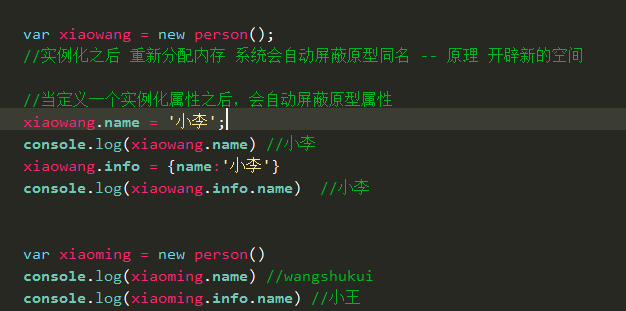 var xiaowang = new person();
//实例化之后 重新分配内存 系统会自动屏蔽原型同名 -- 原理 开辟新的空间
//当定义一个实例化属性之后，会自动屏蔽原型属性
xiaowang.name = '小李';
console.log(xiaowang.name) //小李
xiaowang.info = {name:'小李'}
console.log(xiaowang.info.name)  //小李
var xiaoming = new person()
console.log(xiaoming.name) //wangshukui
console.log(xiaoming.info.name) //小王